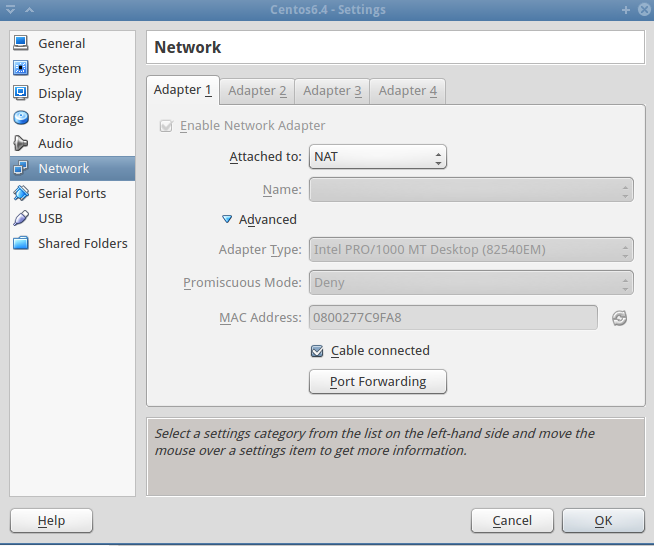 Centos6.4 - Settings
General
System
Display
Storage
Audio
Network
Serial Ports
USB
Shared Folders
Network
Adapter 1 Adapter 2 Adapter 3 Adapter 4
Enable Network Adapter
Attached to: NAT
Name:
Advanced
Adapter Type: Intel PRO/1000 MT Desktop (82540EM)
Promiscuous Mode: Deny
MAC Address: 0800277C9FA8
Cable connected
Port Forwarding
Select a settings category from the list on the left-hand side and move the
mouse over a settings item to get more information.
Help Cancel OK